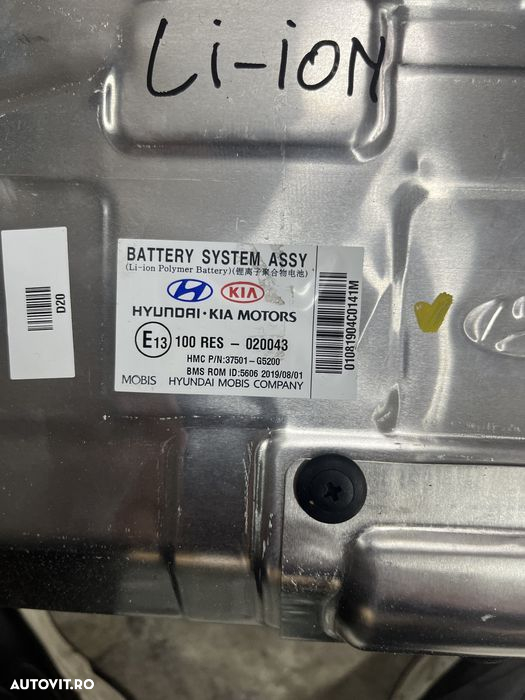 Li-ion
BATTERY SYSTEM ASSY
(Li-ion Polymer Battery)(锂离子聚合物电池)
KIA
HYUNDAI · KIA MOTORS
E13 100 RES - 020043
HMC P/N:37501-G5200
BMS ROM ID:5606 2019/08/01
MOBIS HYUNDAI MOBIS COMPANY
01081904C0141M
D20
AUTOVIT.RO